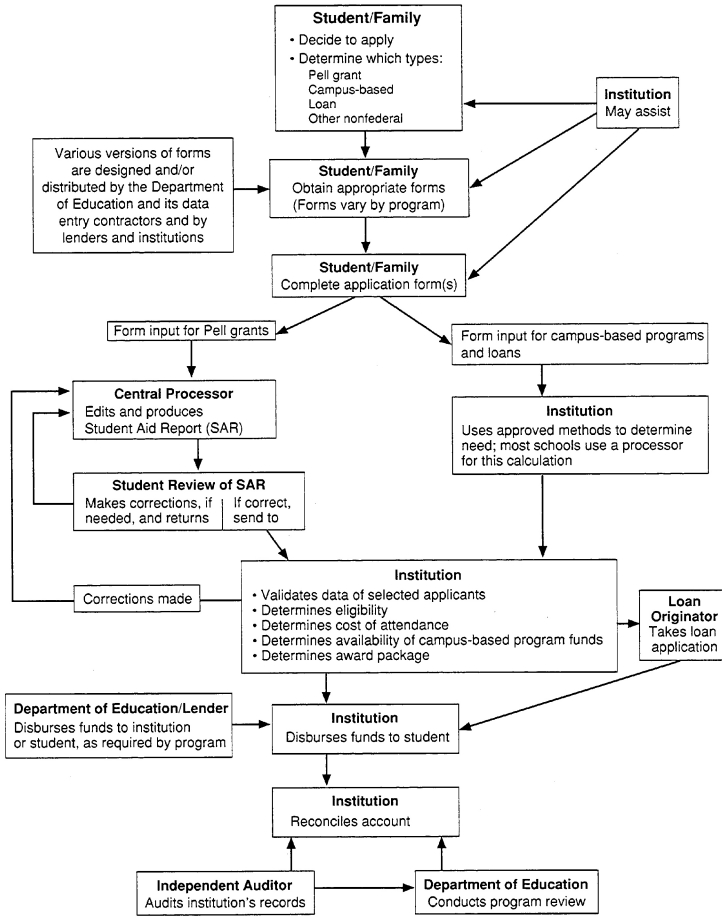 Student/Family
• Decide to apply
• Determine which types:
Pell grant
Campus-based
Loan
Other nonfederal
Institution
May assist
Various versions of forms
are designed and/or
distributed by the Department
of Education and its data
entry contractors and by
lenders and institutions
Student/Family
Obtain appropriate forms
(Forms vary by program)
Student/Family
Complete application form(s)
Form input for Pell grants
Form input for campus-based programs
and loans
Central Processor
Edits and produces
Student Aid Report (SAR)
Institution
Uses approved methods to determine
need; most schools use a processor
for this calculation
Student Review of SAR
Makes corrections, if
needed, and returns
If correct,
send to
Institution
• Validates data of selected applicants
• Determines eligibility
• Determines cost of attendance
• Determines availability of campus-based program funds
• Determines award package
Corrections made
Loan
Originator
Takes loan
application
Department of Education/Lender
Disburses funds to institution
or student, as required by program
Institution
Disburses funds to student
Institution
Reconciles account
Independent Auditor
Audits institution's records
Department of Education
Conducts program review